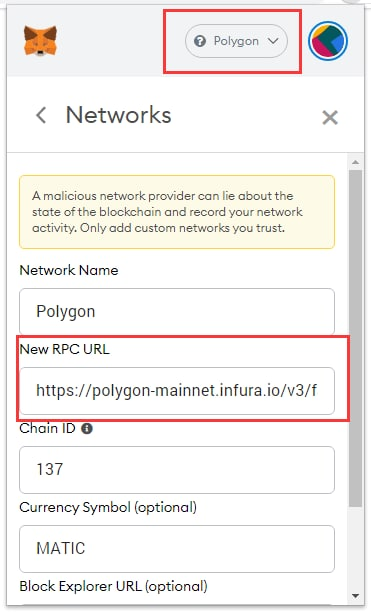 Polygon
Networks
A malicious network provider can lie about the
state of the blockchain and record your network
activity. Only add custom networks you trust.
Network Name
Polygon
New RPC URL
https://polygon-mainnet.infura.io/v3/f
Chain ID
137
Currency Symbol (optional)
MATIC
Block Explorer URL (optional)